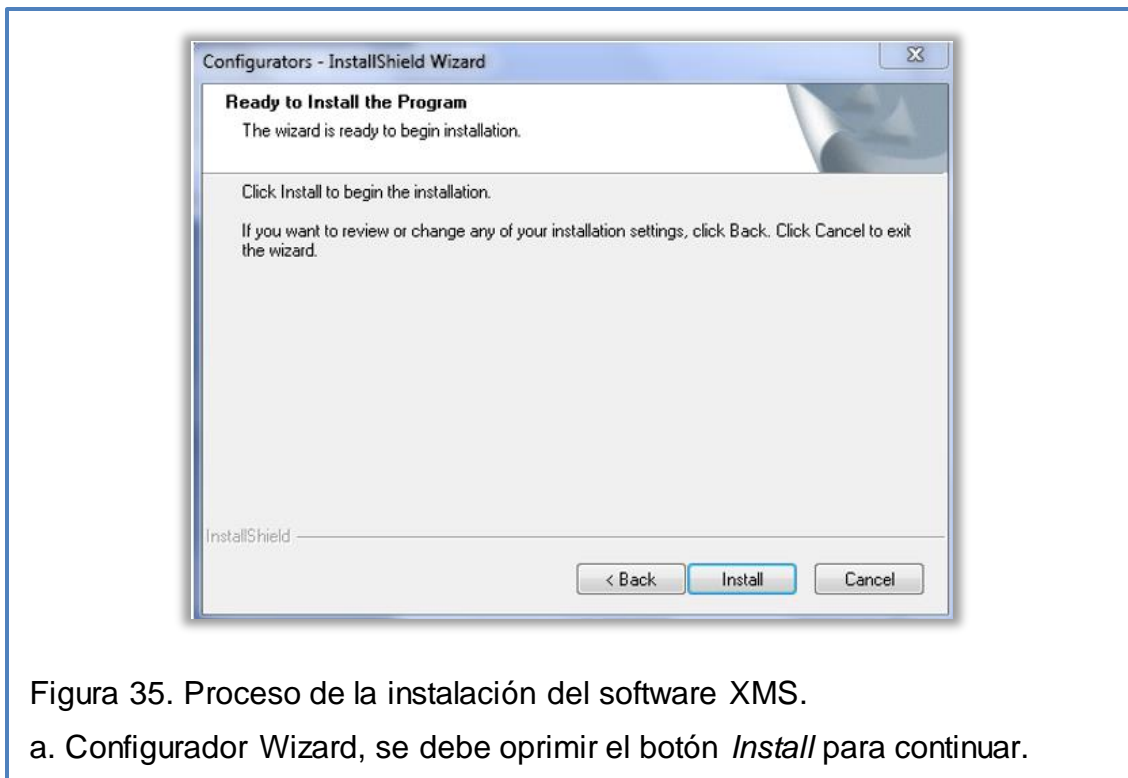 Configurators - InstallShield Wizard
Ready to Install the Program
The wizard is ready to begin installation.
Click Install to begin the installation.
If you want to review or change any of your installation settings, click Back. Click Cancel to exit
the wizard.
InstallShield
< Back
Install
Cancel
Figura 35. Proceso de la instalación del software XMS.
a. Configurador Wizard, se debe oprimir el botón Install para continuar.